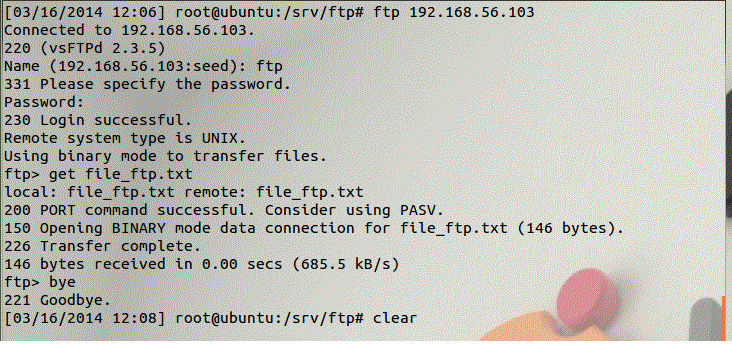 [03/16/2014 12:06] root@ubuntu:/srv/ftp# ftp 192.168.56.103
Connected to 192.168.56.103.
220 (vsFTPd 2.3.5)
Name (192.168.56.103:seed): ftp
331 Please specify the password.
Password:
230 Login successful.
Remote system type is UNIX.
Using binary mode to transfer files.
ftp> get file_ftp.txt
local: file_ftp.txt remote: file_ftp.txt
200 PORT command successful. Consider using PASV.
150 Opening BINARY mode data connection for file_ftp.txt (146 bytes).
226 Transfer complete.
146 bytes received in 0.00 secs (685.5 kB/s)
ftp> bye
221 Goodbye.
[03/16/2014 12:08] root@ubuntu:/srv/ftp# clear